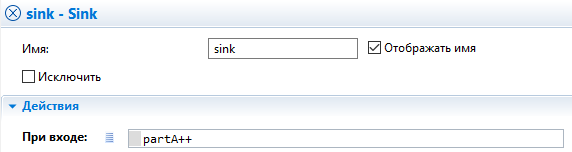 sink - Sink
Имя: sink Отображать имя
Исключить
Действия
При входе: partA++